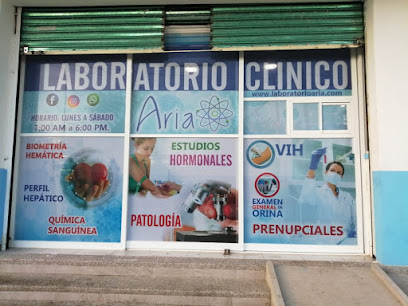 LABORATORIO CLINICO
www.laboratorioaria.com
HORARIO: LUNES A SÁBADO
7:00 AM a 6:00 PM.
Aria
BIOMETRÍA
HEMÁTICA
PERFIL
HEPÁTICO
QUÍMICA
SANGUÍNEA
ESTUDIOS
HORMONALES
PATOLOGÍA
VIH
EXAMEN
GENERAL DE
ORINA
PRENUPCIALES